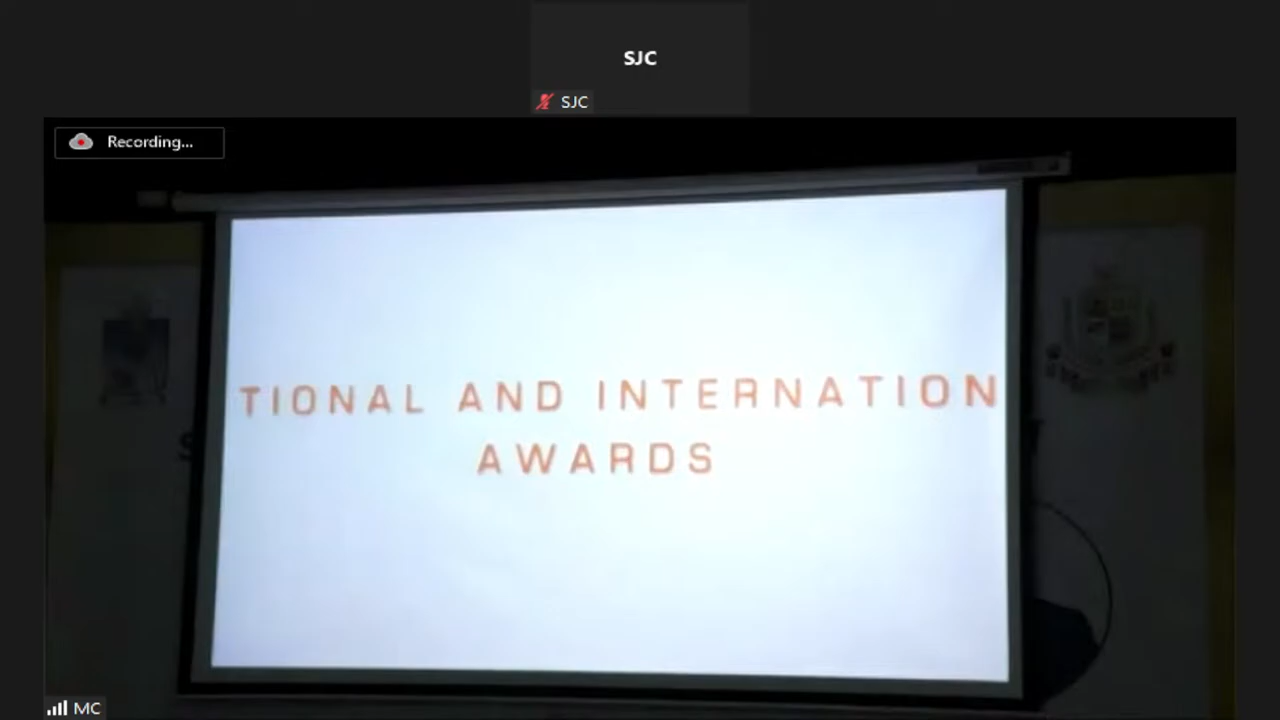 SJC
SJC
Recording...
TIONAL AND INTERNATION
AWARDS
MC